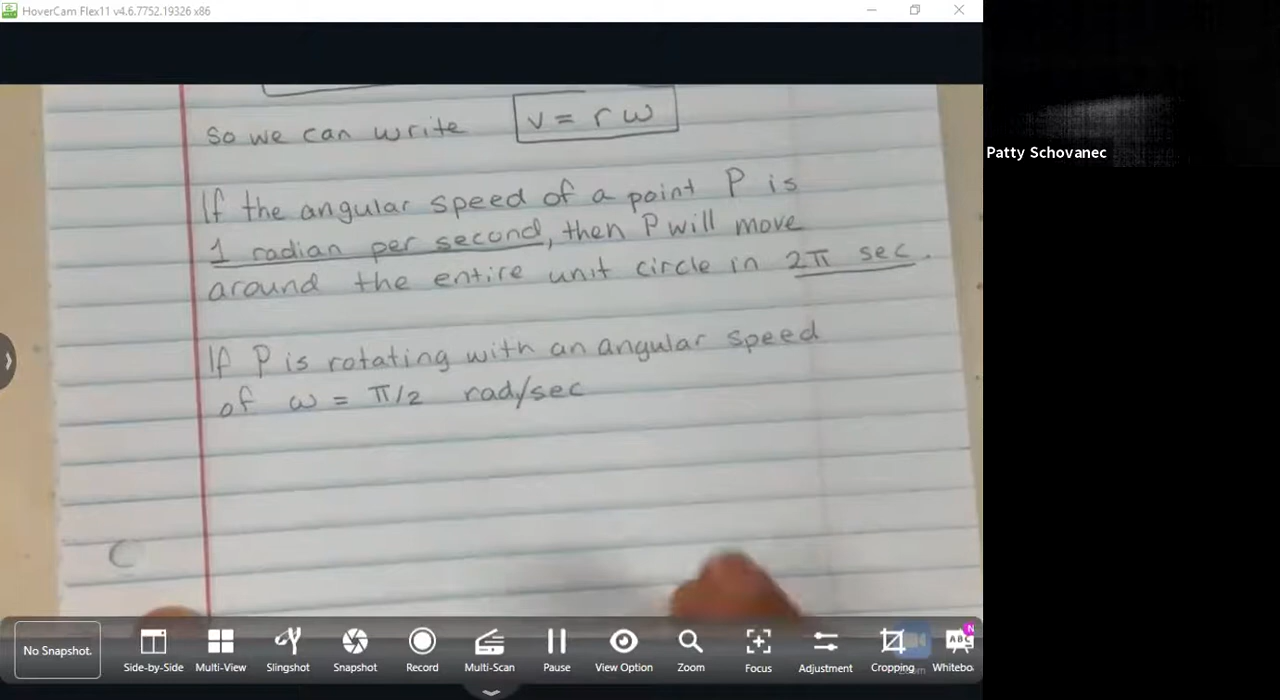 HoverCam Flex11 v4.6.7752.19326 x86
so we can write v = r ω
If the angular speed of a point P is
1 radian per second, then P will move
around the entire unit circle in 2π sec.
If P is rotating with an angular speed
of ω = π/2 rad/sec
C
Patty Schovanec
No Snapshot.
Side-by-Side Multi-View Slingshot Snapshot Record Multi-Scan Pause View Option Zoom Focus Adjustment Cropping Whitebo
ABC
N